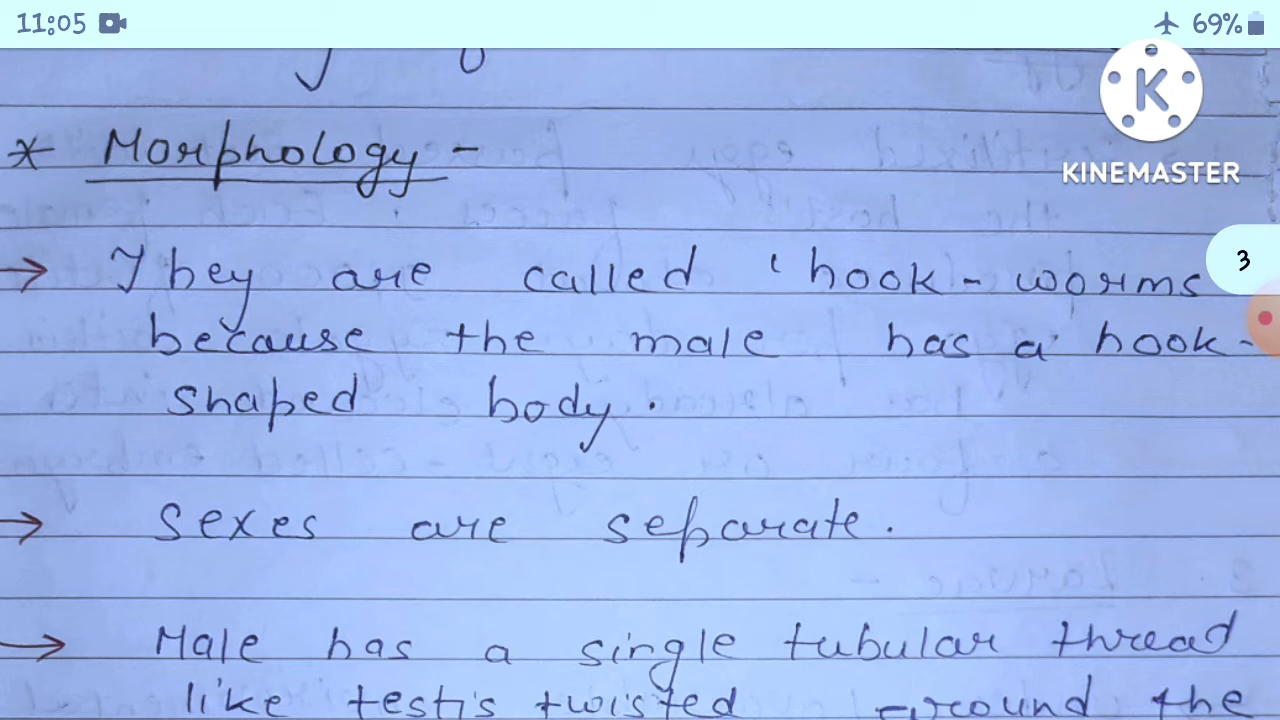 11:05
69%
K
KINEMASTER
* Morphology -
3
→ They are called ' hook - worms
because the male has a hook -
shaped body .
→ Sexes are separate .
→ Male has a single tubular thread
like testis twisted around the